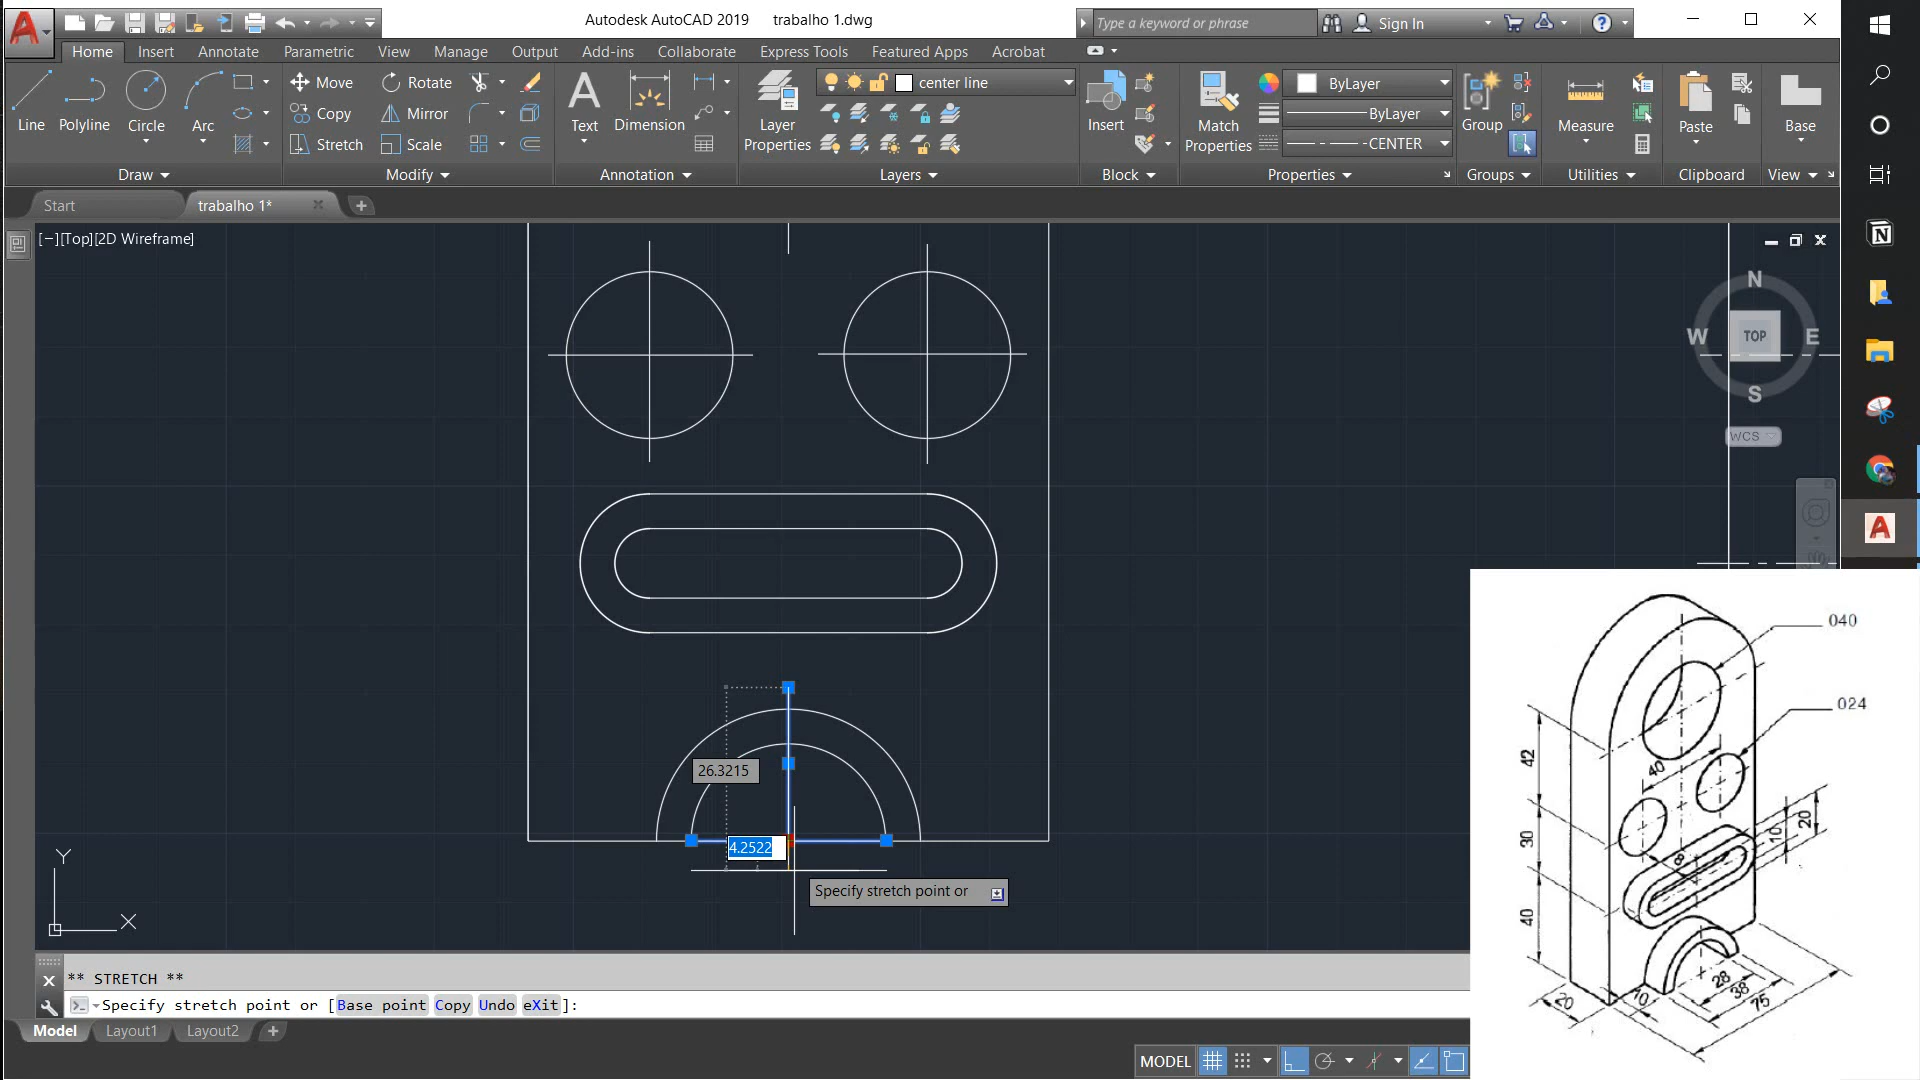 Autodesk AutoCAD 2019 trabalho 1.dwg
Type a keyword or phrase
Sign In
Home Insert Annotate Parametric View Manage Output Add-ins Collaborate Express Tools Featured Apps Acrobat
Line Polyline Circle Arc
Move Rotate
Copy Mirror
Stretch Scale
Text Dimension
Layer Properties
center line
Insert
Match Properties
ByLayer
ByLayer
CENTER
Group
Measure
Paste
Base
Draw Modify Annotation Layers Block Properties Groups Utilities Clipboard View
Start trabalho 1*
[−][Top][2D Wireframe]
N
W TOP E
S
WCS
26.3215
4.2522
Specify stretch point or
Y
X
040
024
42
40
30
8
10
20
40
28
38
75
20
10
** STRETCH **
Specify stretch point or [Base point Copy Undo eXit]:
Model Layout1 Layout2
MODEL